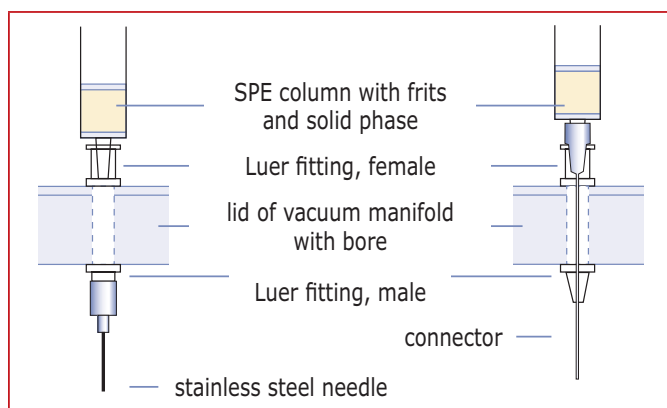 SPE column with frits
and solid phase
Luer fitting, female
lid of vacuum manifold
with bore
Luer fitting, male
connector
stainless steel needle